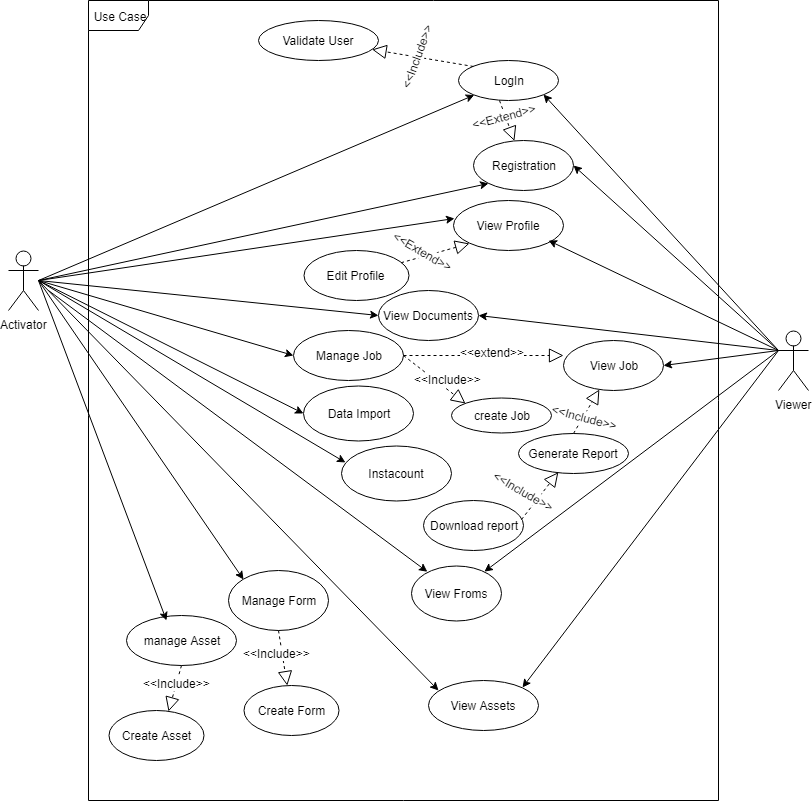 Use Case
Validate User
<<Include>>
LogIn
<<Extend>>
Registration
View Profile
<<Extend>>
Edit Profile
Activator
View Documents
Manage Job
<<extend>>
View Job
Viewer
<<Include>>
Data Import
create Job
<<Include>>
Instacount
Generate Report
<<Include>>
Download report
View Froms
Manage Form
manage Asset
<<Include>>
<<Include>>
Create Form
View Assets
Create Asset